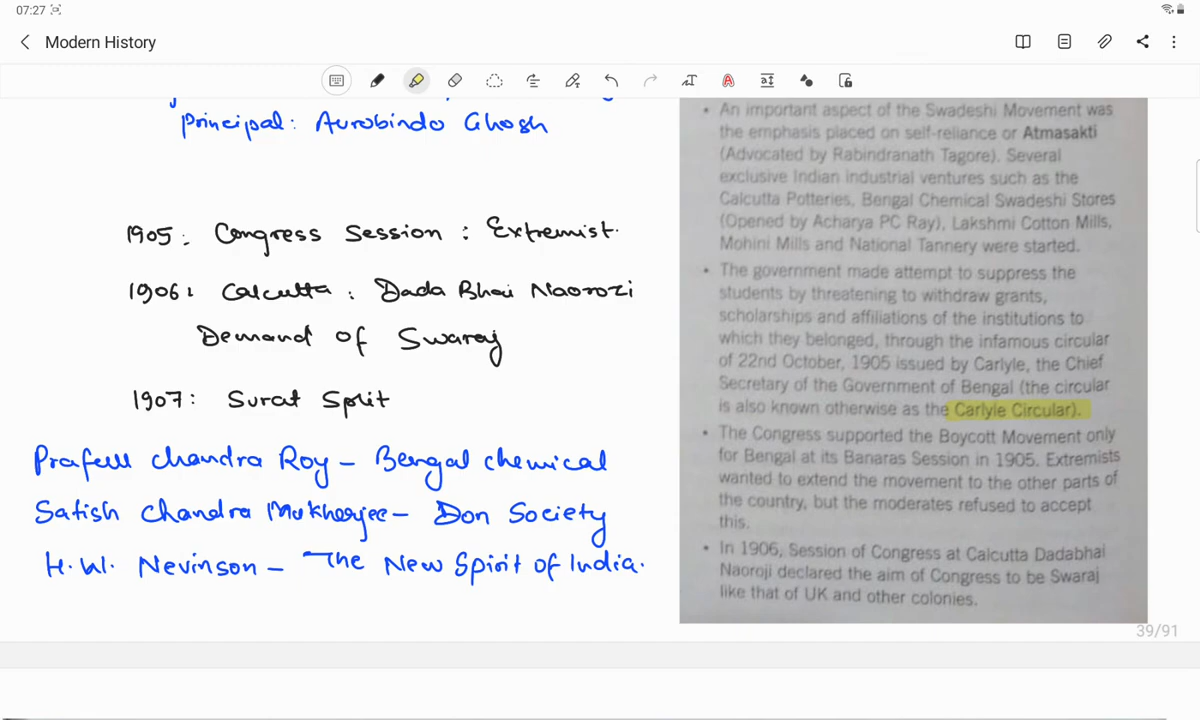 07:27
Modern History
Principal: Aurobindo Ghosh
1905: Congress Session : Extremist.
1906: Calcutta : Dada Bhai Naorozi
Demand of Swaraj
1907: Surat Split
Prafull Chandra Roy - Bengal chemical
Satish Chandra Mukherjee - Don Society
H.W. Nevinson - The New Spirit of India.
• An important aspect of the Swadeshi Movement was
the emphasis placed on self-reliance or Atmasakti
(Advocated by Rabindranath Tagore). Several
exclusive Indian industrial ventures such as the
Calcutta Potteries, Bengal Chemical Swadeshi Stores
(Opened by Acharya PC Ray), Lakshmi Cotton Mills,
Mohini Mills and National Tannery were started.
• The government made attempt to suppress the
students by threatening to withdraw grants,
scholarships and affiliations of the institutions to
which they belonged, through the infamous circular
of 22nd October, 1905 issued by Carlyle, the Chief
Secretary of the Government of Bengal (the circular
is also known otherwise as the Carlyle Circular).
• The Congress supported the Boycott Movement only
for Bengal at its Banaras Session in 1905. Extremists
wanted to extend the movement to the other parts of
the country, but the moderates refused to accept
this.
• In 1906, Session of Congress at Calcutta Dadabhai
Naoroji declared the aim of Congress to be Swaraj
like that of UK and other colonies.
39/91